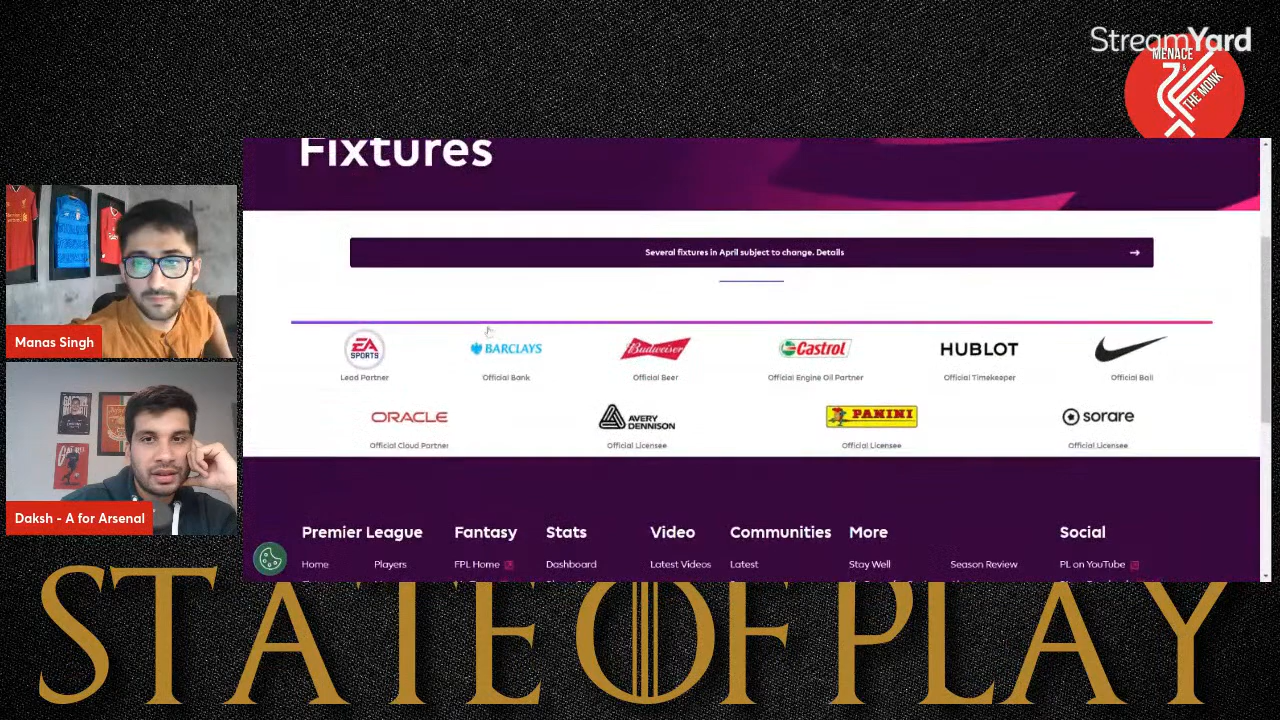 StreamYard
MENACE
&
THE MONK
Fixtures
Several fixtures in April subject to change. Details
EA
SPORTS
BARCLAYS
Budweiser
Castrol
HUBLOT
Lead Partner
Official Bank
Official Beer
Official Engine Oil Partner
Official Timekeeper
Official Ball
ORACLE
AVERY
DENNISON
PANINI
sorare
Official Cloud Partner
Official Licensee
Official Licensee
Official Licensee
Manas Singh
Daksh - A for Arsenal
Premier League
Fantasy
Stats
Video
Communities
More
Social
Home
Players
FPL Home
Dashboard
Latest Videos
Latest
Stay Well
Season Review
PL on YouTube
STATE OF PLAY